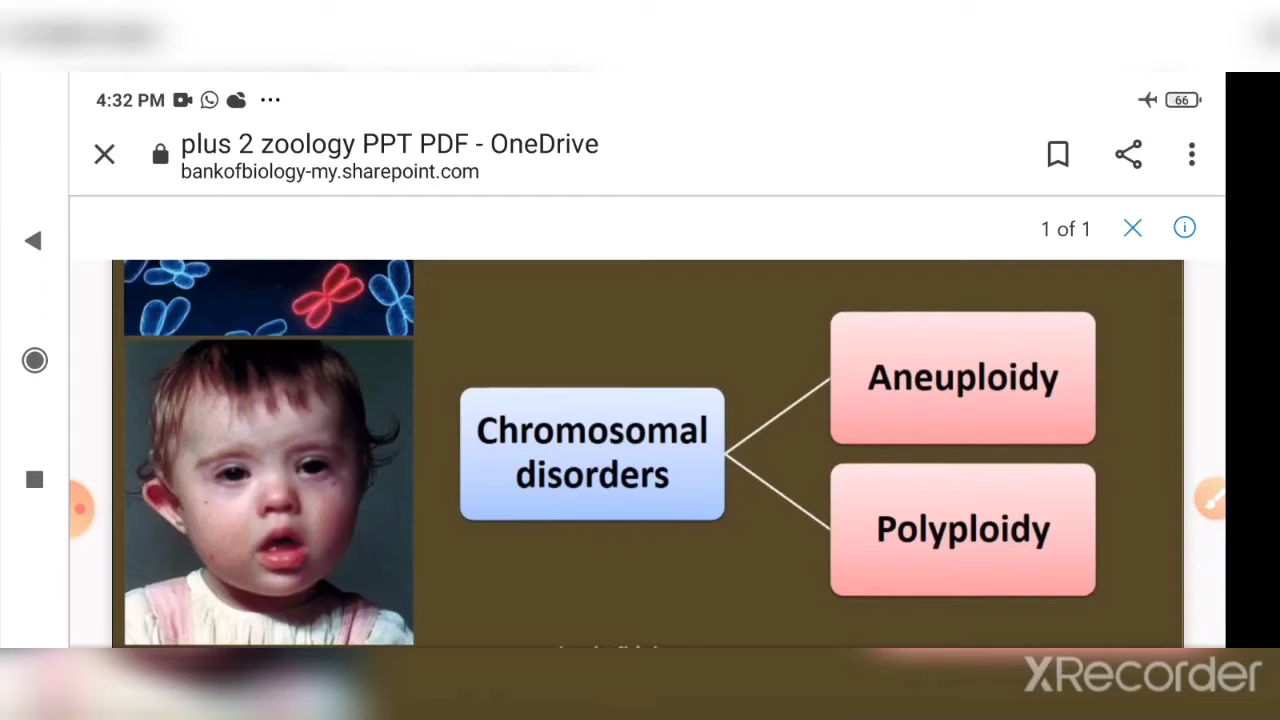 4:32 PM
66
plus 2 zoology PPT PDF - OneDrive
bankofbiology-my.sharepoint.com
1 of 1
Aneuploidy
Chromosomal
disorders
Polyploidy
XRecorder